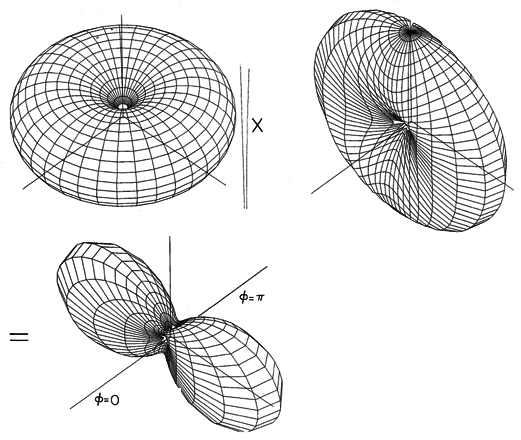 X
=
ϕ=π
ϕ=0